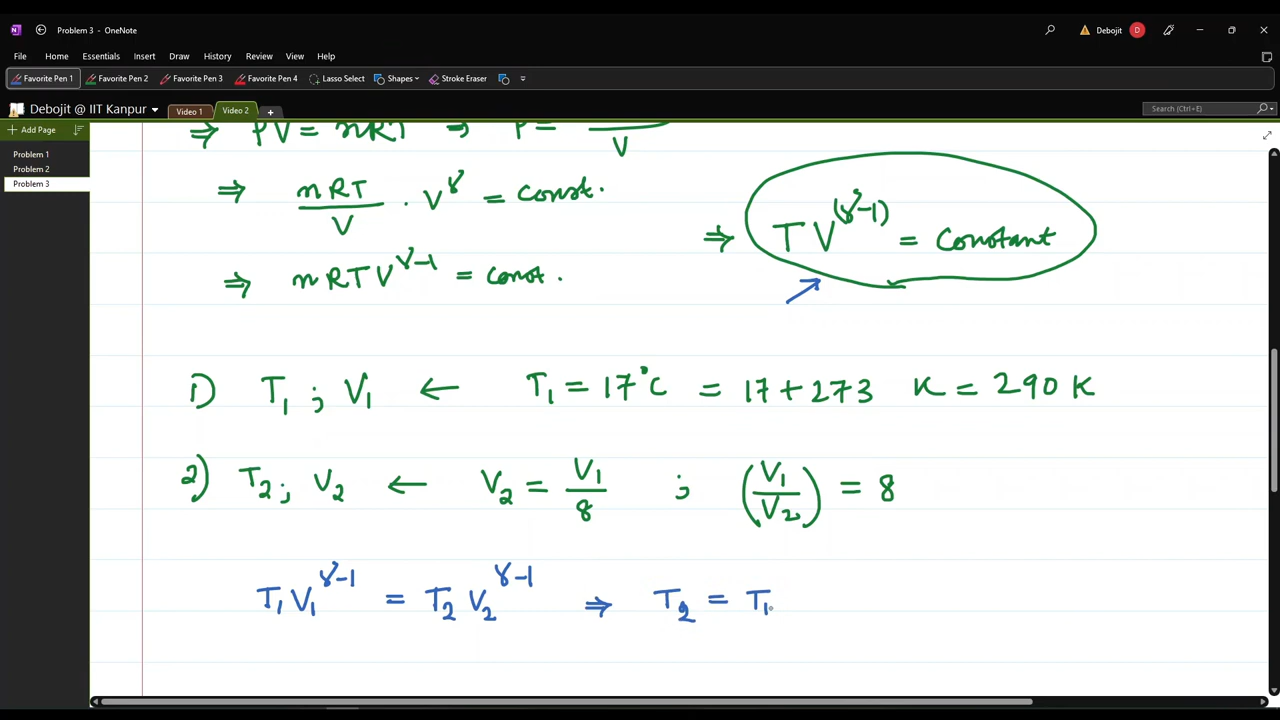 Problem 3 - OneNote
Debojit D
File Home Essentials Insert Draw History Review View Help
Favorite Pen 1 Favorite Pen 2 Favorite Pen 3 Favorite Pen 4 Lasso Select Shapes Stroke Eraser
Debojit @ IIT Kanpur Video 1 Video 2 Search (Ctrl+E)
Add Page
Problem 1
Problem 2
Problem 3
⇒ PV = nRT ⇒ P = —/V
⇒ nRT/V · V^γ = const.
⇒ nRTV^γ-1 = const.
⇒ TV^(γ-1) = Constant
1) T₁ ; V₁ ← T₁ = 17°C = 17 + 273 K = 290 K
2) T₂ ; V₂ ← V₂ = V₁/8 ; (V₁/V₂) = 8
T₁V₁^γ-1 = T₂V₂^γ-1 ⇒ T₂ = T₁